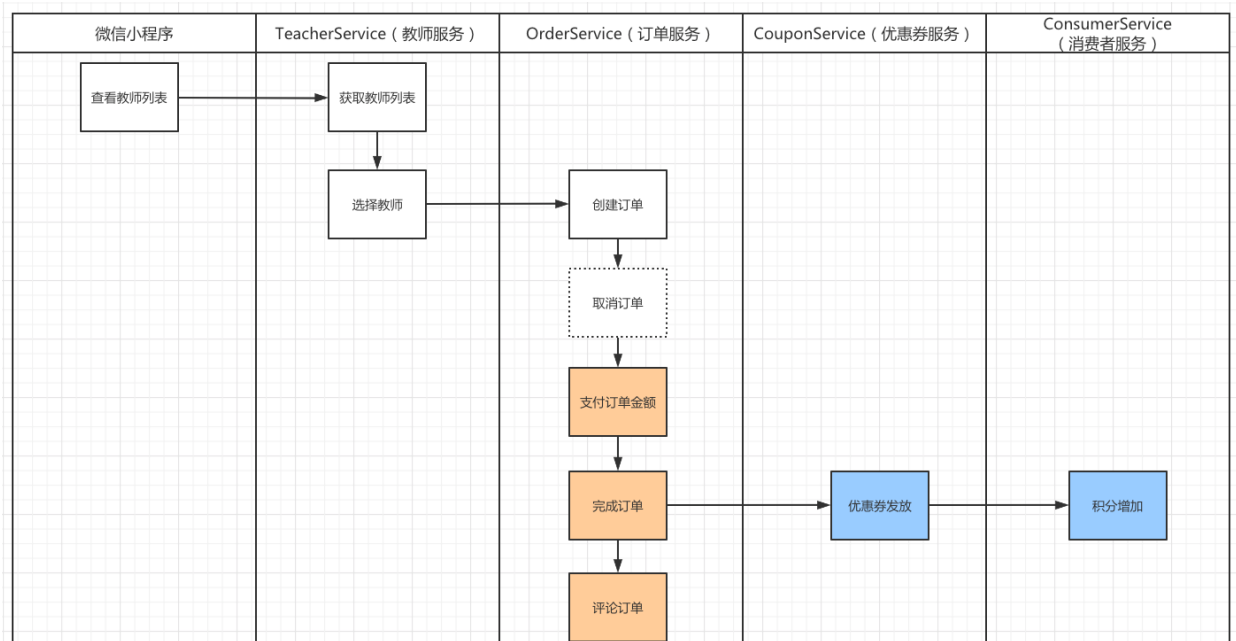 微信小程序
TeacherService（教师服务）
OrderService（订单服务）
CouponService（优惠券服务）
ConsumerService
（消费者服务）
查看教师列表
获取教师列表
选择教师
创建订单
取消订单
支付订单金额
完成订单
优惠券发放
积分增加
评论订单